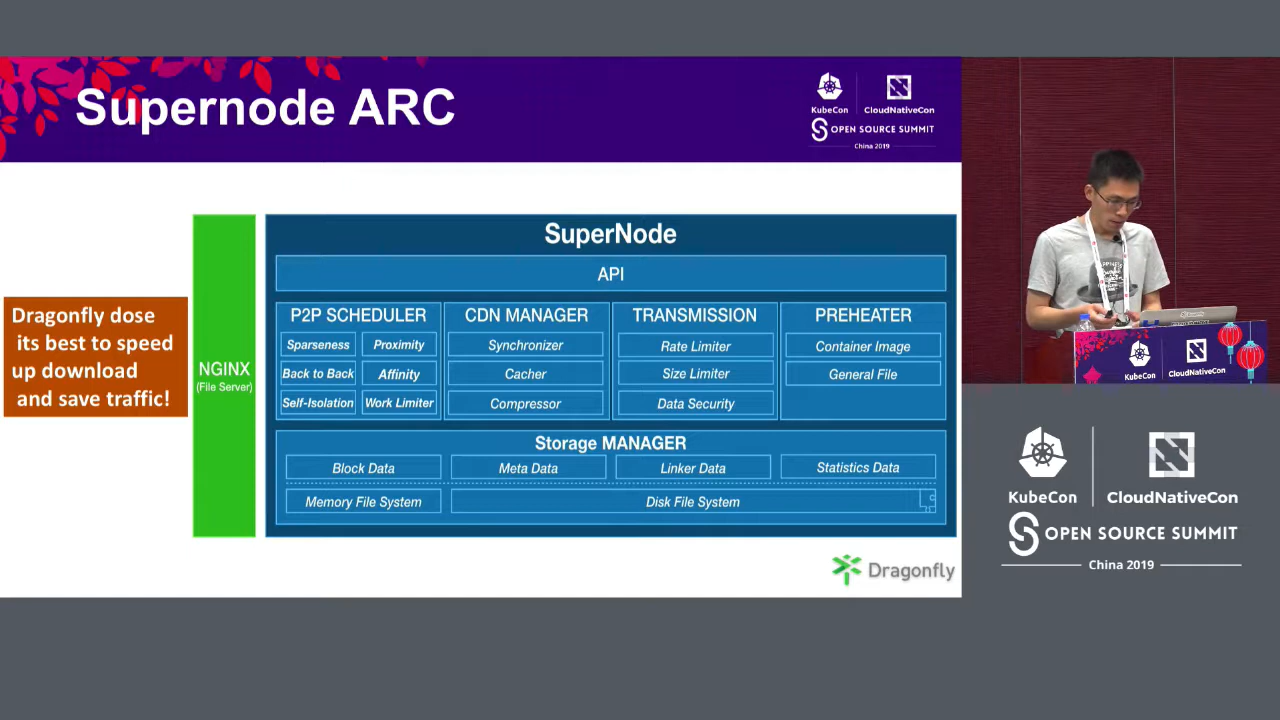 Supernode ARC
KubeCon
CloudNativeCon
OPEN SOURCE SUMMIT
China 2019
Dragonfly dose
its best to speed
up download
and save traffic!
NGINX
(File Server)
SuperNode
API
P2P SCHEDULER
Sparseness
Proximity
Back to Back
Affinity
Self-Isolation
Work Limiter
CDN MANAGER
Synchronizer
Cacher
Compressor
TRANSMISSION
Rate Limiter
Size Limiter
Data Security
PREHEATER
Container Image
General File
Storage MANAGER
Block Data
Meta Data
Linker Data
Statistics Data
Memory File System
Disk File System
Dragonfly
KubeCon
CloudNativeCon
KubeCon
CloudNativeCon
OPEN SOURCE SUMMIT
China 2019